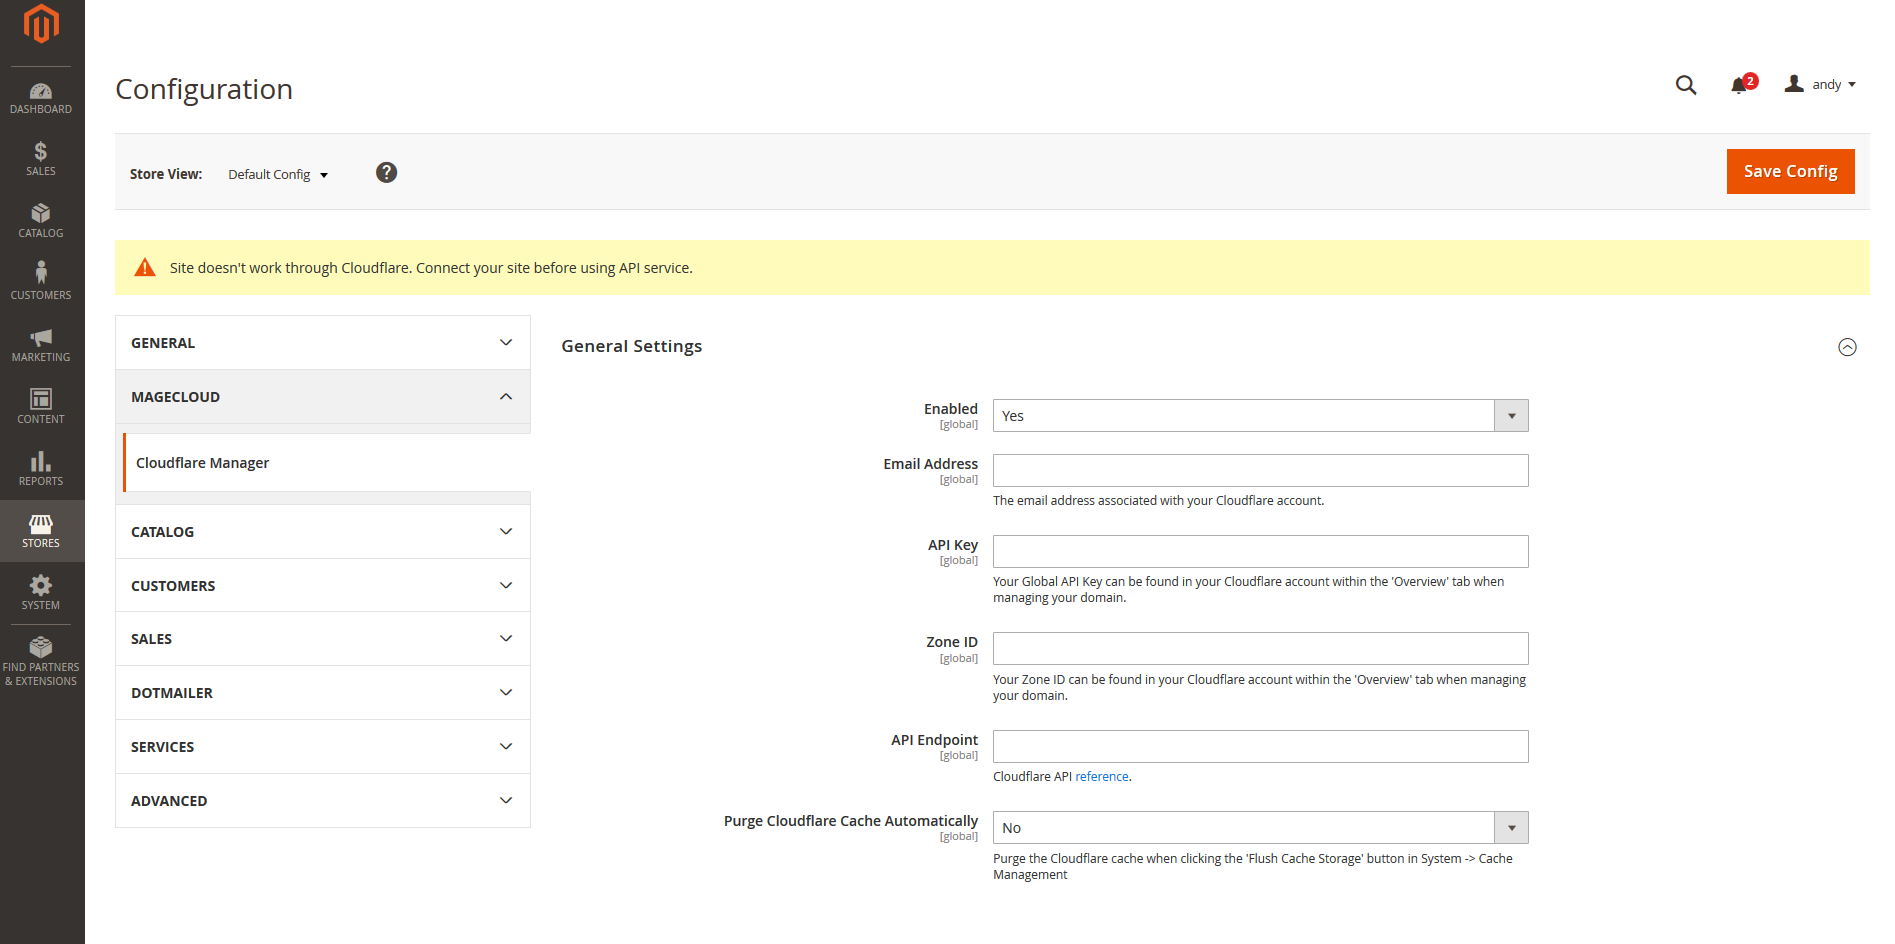 Configuration
2
andy
Store View:
Default Config
?
Save Config
Site doesn't work through Cloudflare. Connect your site before using API service.
DASHBOARD
$
SALES
CATALOG
CUSTOMERS
MARKETING
CONTENT
REPORTS
STORES
SYSTEM
FIND PARTNERS
& EXTENSIONS
GENERAL
MAGECLOUD
Cloudflare Manager
CATALOG
CUSTOMERS
SALES
DOTMAILER
SERVICES
ADVANCED
General Settings
Enabled
[global]
Yes
Email Address
[global]
The email address associated with your Cloudflare account.
API Key
[global]
Your Global API Key can be found in your Cloudflare account within the 'Overview' tab when
managing your domain.
Zone ID
[global]
Your Zone ID can be found in your Cloudflare account within the 'Overview' tab when managing
your domain.
API Endpoint
[global]
Cloudflare API reference.
Purge Cloudflare Cache Automatically
[global]
No
Purge the Cloudflare cache when clicking the 'Flush Cache Storage' button in System -> Cache
Management